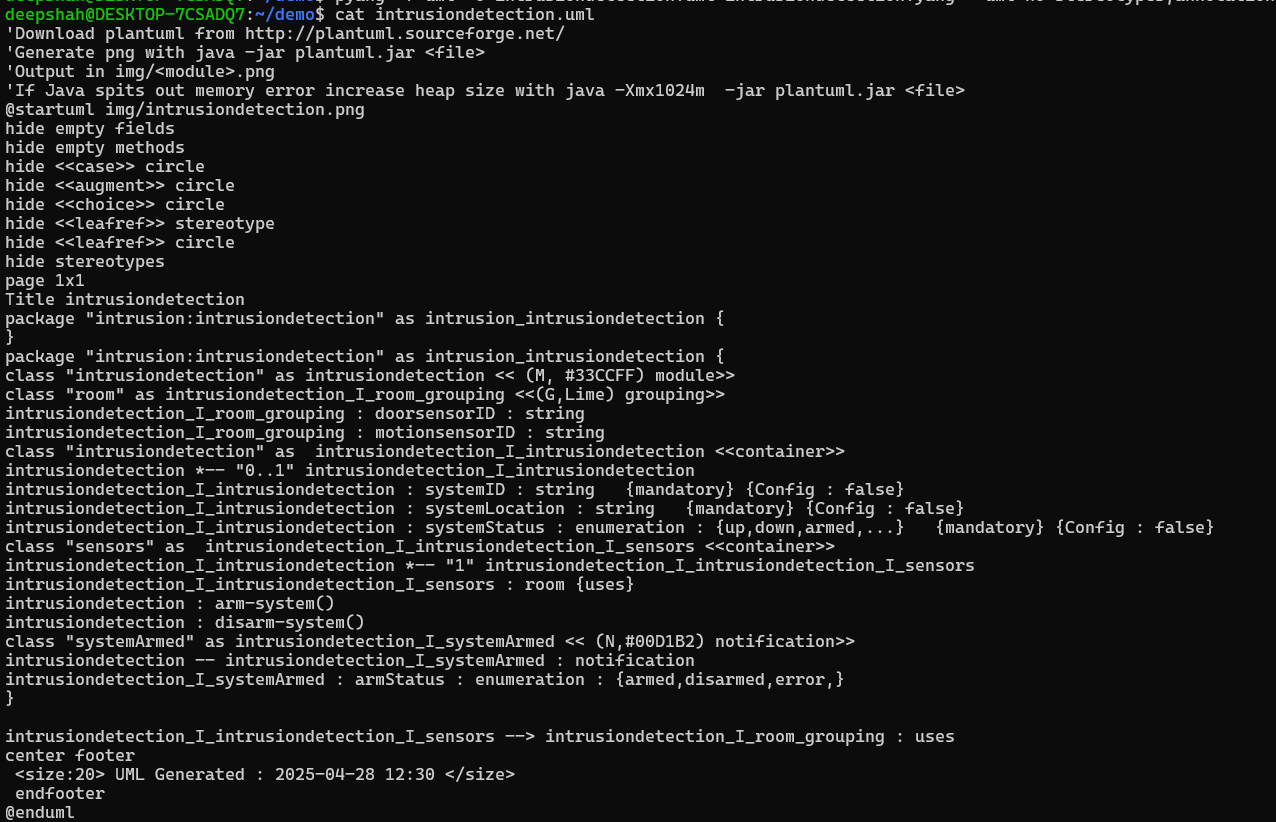 deepshah@DESKTOP-7CSADQ7:~/demo$ cat intrusiondetection.uml
'Download plantuml from http://plantuml.sourceforge.net/
'Generate png with java -jar plantuml.jar <file>
'Output in img/<module>.png
'If Java spits out memory error increase heap size with java -Xmx1024m  -jar plantuml.jar <file>
@startuml img/intrusiondetection.png
hide empty fields
hide empty methods
hide <<case>> circle
hide <<augment>> circle
hide <<choice>> circle
hide <<leafref>> stereotype
hide <<leafref>> circle
hide stereotypes
page 1x1
Title intrusiondetection
package "intrusion:intrusiondetection" as intrusion_intrusiondetection {
}
package "intrusion:intrusiondetection" as intrusion_intrusiondetection {
class "intrusiondetection" as intrusiondetection << (M, #33CCFF) module>>
class "room" as intrusiondetection_I_room_grouping <<(G,Lime) grouping>>
intrusiondetection_I_room_grouping : doorsensorID : string
intrusiondetection_I_room_grouping : motionsensorID : string
class "intrusiondetection" as  intrusiondetection_I_intrusiondetection <<container>>
intrusiondetection *-- "0..1" intrusiondetection_I_intrusiondetection
intrusiondetection_I_intrusiondetection : systemID : string   {mandatory} {Config : false}
intrusiondetection_I_intrusiondetection : systemLocation : string   {mandatory} {Config : false}
intrusiondetection_I_intrusiondetection : systemStatus : enumeration : {up,down,armed,...}   {mandatory} {Config : false}
class "sensors" as  intrusiondetection_I_intrusiondetection_I_sensors <<container>>
intrusiondetection_I_intrusiondetection *-- "1" intrusiondetection_I_intrusiondetection_I_sensors
intrusiondetection_I_intrusiondetection_I_sensors : room {uses}
intrusiondetection : arm-system()
intrusiondetection : disarm-system()
class "systemArmed" as intrusiondetection_I_systemArmed << (N,#00D1B2) notification>>
intrusiondetection -- intrusiondetection_I_systemArmed : notification
intrusiondetection_I_systemArmed : armStatus : enumeration : {armed,disarmed,error,}
}
intrusiondetection_I_intrusiondetection_I_sensors --> intrusiondetection_I_room_grouping : uses
center footer
 <size:20> UML Generated : 2025-04-28 12:30 </size>
 endfooter
@enduml